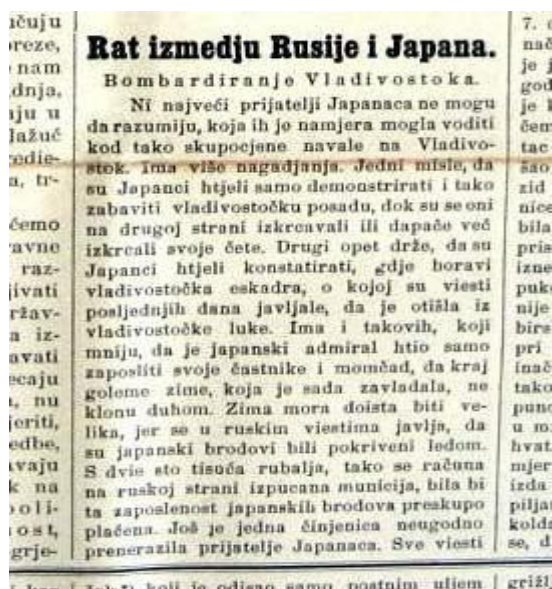 Rat izmedju Rusije i Japana.
Bombardiranje Vladivostoka.
Ni najveći prijatelji Japanaca ne mogu
da razumiju, koja ih je namjera mogla voditi
kod tako skupocjene navale na Vladivo-
stok. Ima više nagadjanja. Jedni misle, da
su Japanci htjeli samo demonstrirati i tako
zabaviti vladivostočku posadu, dok su se oni
na drugoj strani izkrcavali ili dapače već
izkrcali svoje čete. Drugi opet drže, da su
Japanci htjeli konstatirati, gdje boravi
vladivostočka eskadra, o kojoj su viesti
posljednjih dana javljale, da je otišla iz
vladivostočke luke. Ima i takovih, koji
mniju, da je japanski admiral htio samo
zaposliti svoje častnike i momčad, da kraj
goleme zime, koja je sada zavladala, ne
klonu duhom. Zima mora doista biti ve-
lika, jer se u ruskim viestima javlja, da
su japanski brodovi bili pokriveni ledom.
S dvie sto tisuća rubalja, tako se računa
na ruskoj strani izpucana municija, bila bi
ta zaposlenost japanskih brodova preskupo
plaćena. Još je jedna činjenica neugodno
prenerazila prijatelje Japanaca. Sve viesti
koji je odisao samo postnim uljem